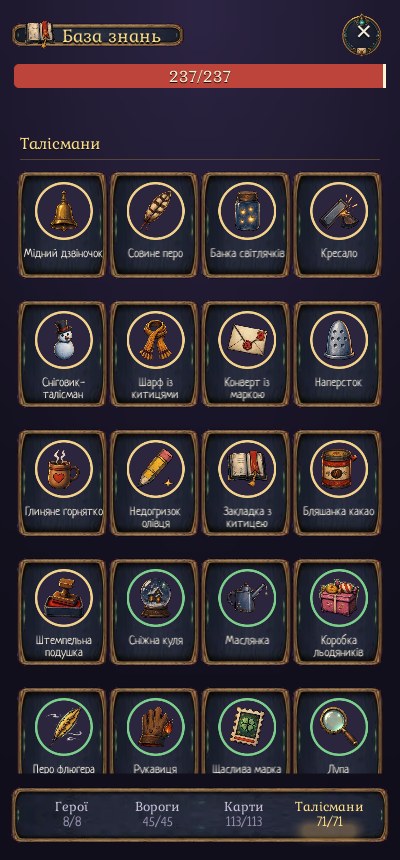 База знань
237/237
Талісмани
Мідний дзвіночок
Совине перо
Банка світлячків
Кресало
Сніговик-
талісман
Шарф із
китицями
Конверт із
маркою
Наперсток
Глиняне горнятко
Недогризок
олівця
Закладка з
китицею
Бляшанка какао
Штемпельна
подушка
Сніжна куля
Маслянка
Коробка
льодяників
Перо флюгера
Рукавиця
Щаслива марка
Лупа
Герої
8/8
Вороги
45/45
Карти
113/113
Талісмани
71/71